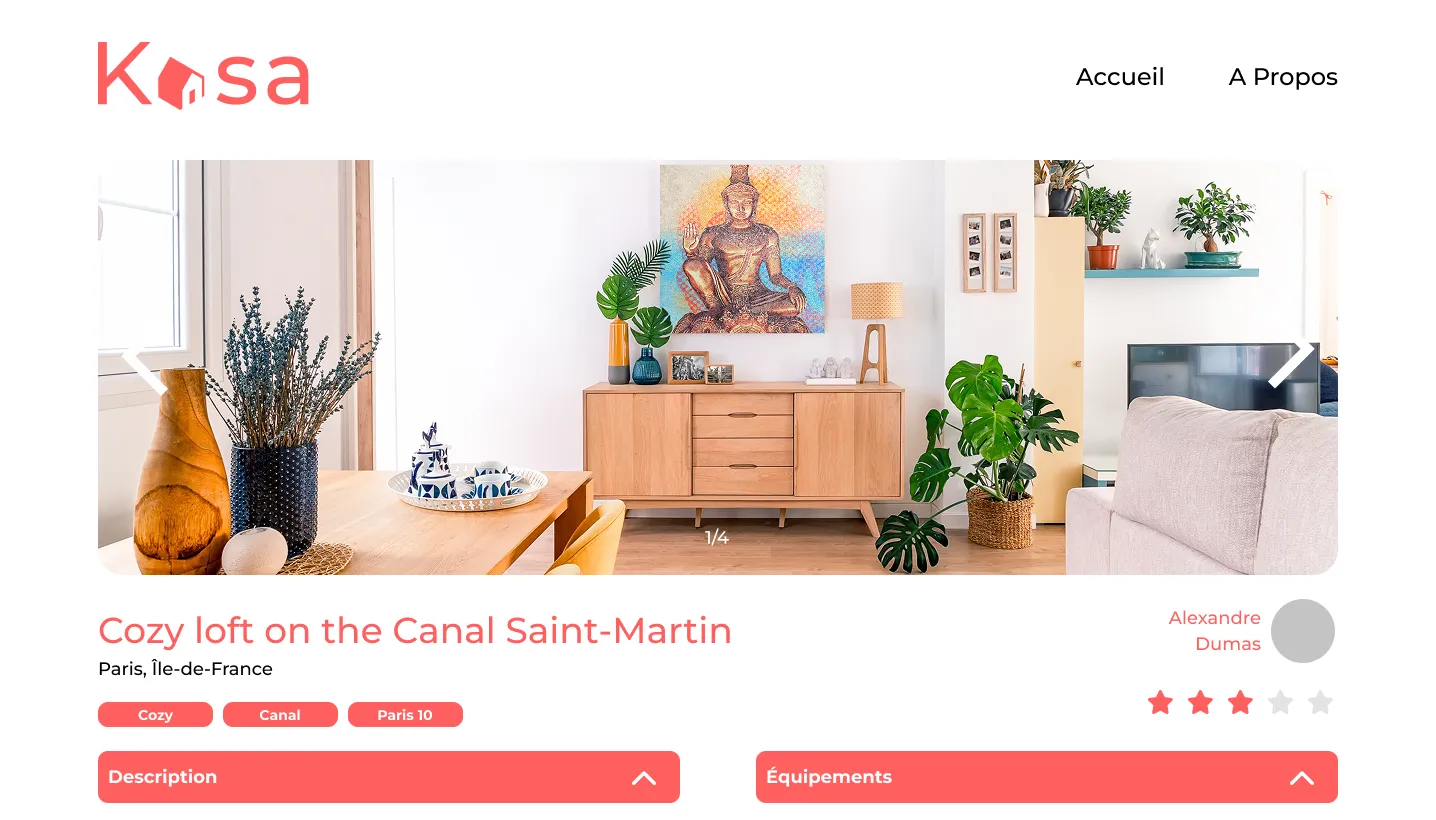 Kasa
Accueil
A Propos
1/4
Cozy loft on the Canal Saint-Martin
Paris, Île-de-France
Cozy
Canal
Paris 10
Alexandre
Dumas
Description
Équipements